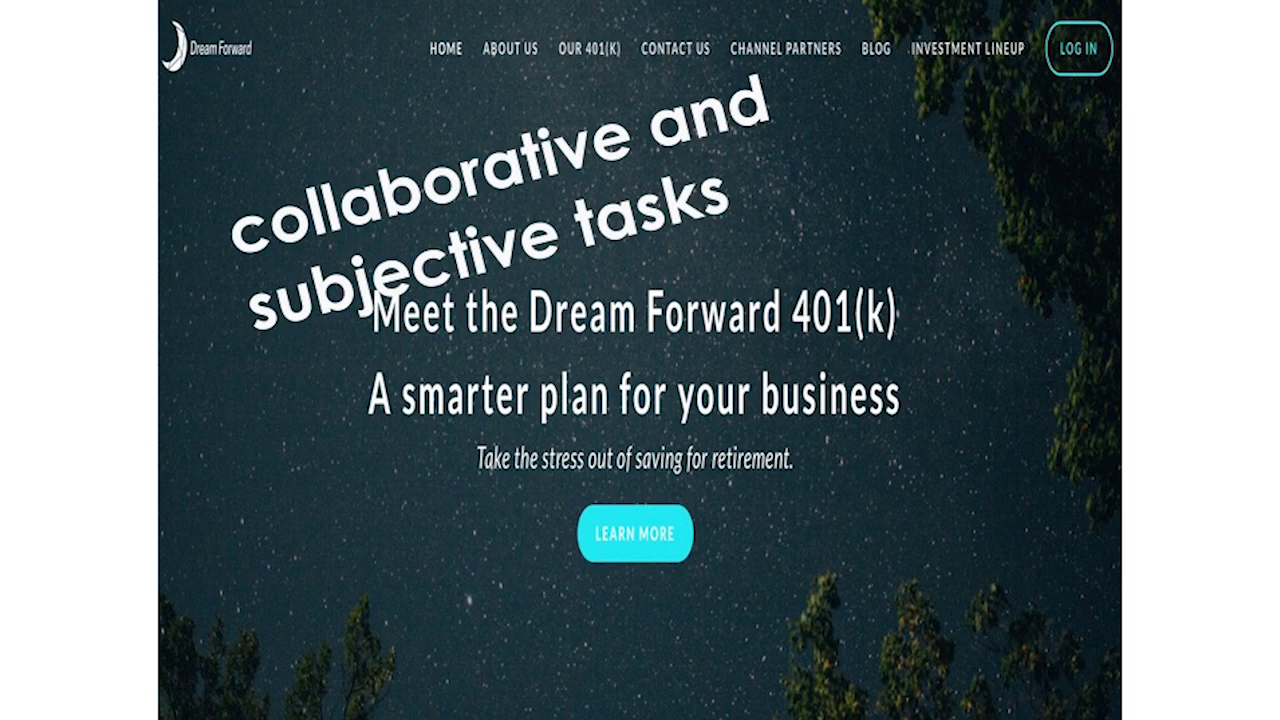 Dream Forward
HOME ABOUT US OUR 401(K) CONTACT US CHANNEL PARTNERS BLOG INVESTMENT LINEUP LOG IN
collaborative and
subjective tasks
Meet the Dream Forward 401(k)
A smarter plan for your business
Take the stress out of saving for retirement.
LEARN MORE